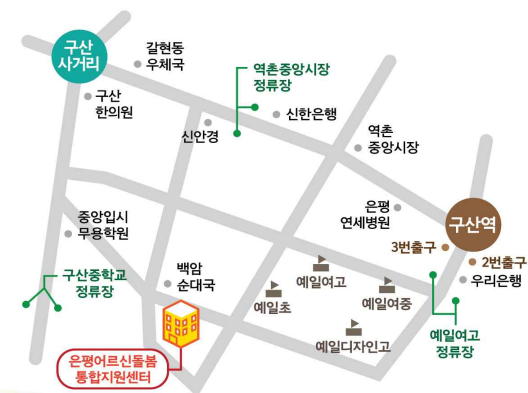 구산
사거리
갈현동
우체국
역촌중앙시장
정류장
구산
한의원
신안경
신한은행
역촌
중앙시장
은평
연세병원
구산역
3번출구
2번출구
우리은행
중앙입시
무용학원
구산중학교
정류장
백암
순대국
예일초
예일여고
예일여중
예일디자인고
예일여고
정류장
은평어르신돌봄
통합지원센터